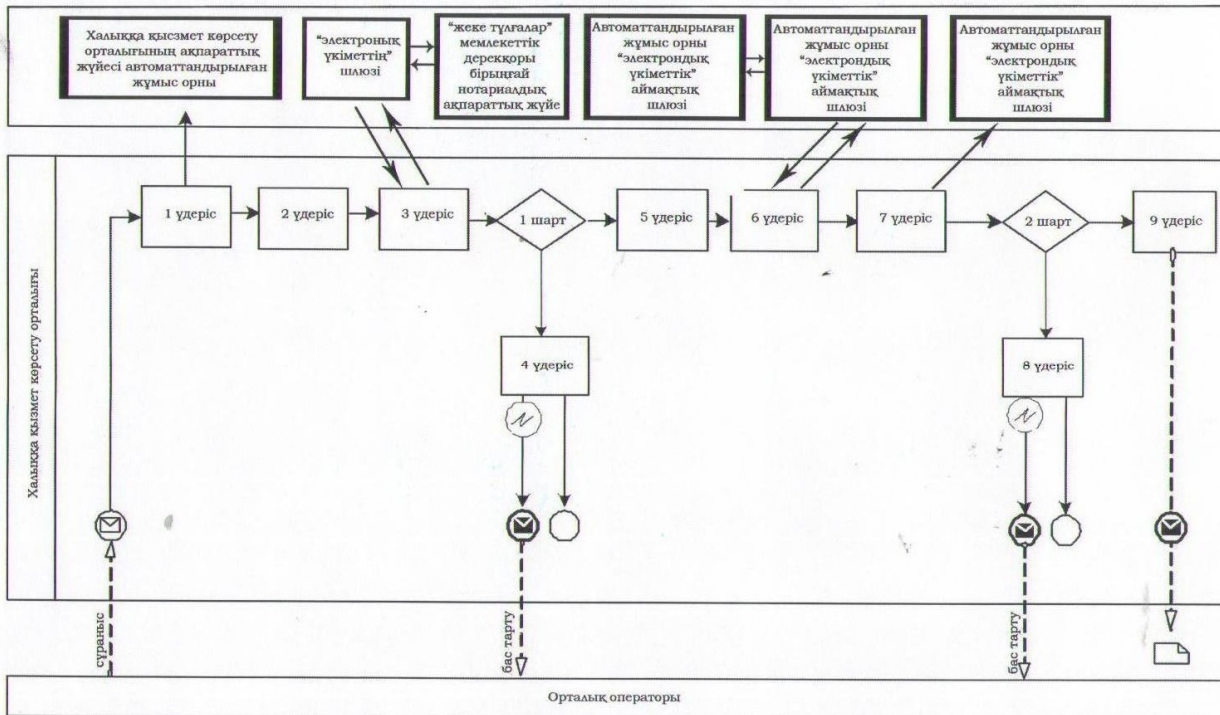 Халыққа қысзмет көрсету
орталығының ақпараттық
жүйесі автоматтандырылған
жұмыс орны
“электроных
үкіметтің”
шлюзі
“жеке тұлғалар”
мемлекеттік
дерекқоры
бірыңғай
нотариалдық
ақпараттық жүйе
Автоматтандырылған
жұмыс орны
“электрондық
үкіметтік”
аймақтық
шлюзі
Автоматтандырылған
жұмыс орны
“электрондық
үкіметтік”
аймақтық
шлюзі
Автоматтандырылған
жұмыс орны
“электрондық
үкіметтік”
аймақтық
шлюзі
Халыққа қызмет көрсету орталығы
1 үдеріс
2 үдеріс
3 үдеріс
1 шарт
5 үдеріс
6 үдеріс
7 үдеріс
2 шарт
9 үдеріс
4 үдеріс
8 үдеріс
сұраныс
бас тарту
бас тарту
Орталық операторы